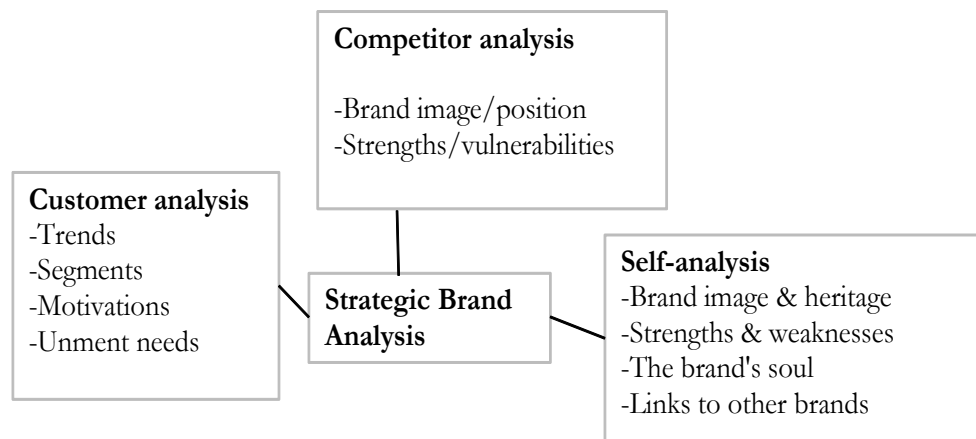 Competitor analysis
-Brand image/position
-Strengths/vulnerabilities
Customer analysis
-Trends
-Segments
-Motivations
-Unment needs
Strategic Brand
Analysis
Self-analysis
-Brand image & heritage
-Strengths & weaknesses
-The brand's soul
-Links to other brands